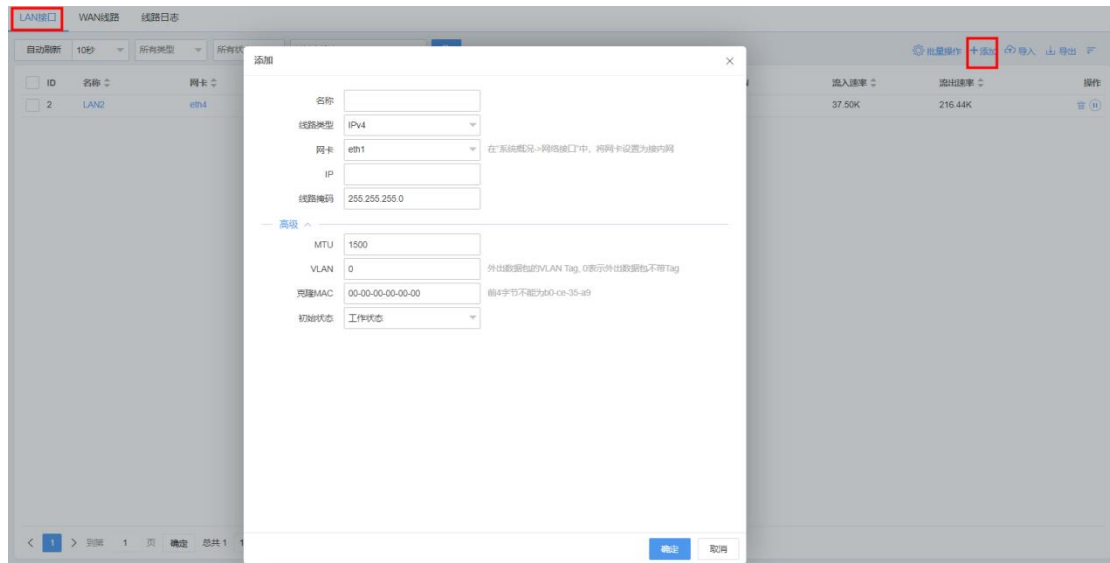 LAN接口 WAN线路 线路日志
自动刷新 10秒 所有类型 所有状 批量操作 +添加 导入 导出
添加
ID 名称 网卡 流入速率 流出速率 操作
2 LAN2 eth4 37.50K 216.44K
名称
线路类型 IPv4
网卡 eth1 在"系统概况->网络接口"中，将网卡设置为接内网
IP
线路掩码 255.255.255.0
高级
MTU 1500
VLAN 0 外出数据包的VLAN Tag, 0表示外出数据包不带Tag
克隆MAC 00-00-00-00-00-00 前4字节不能为b0-ce-35-a9
初始状态 工作状态
1 到第 1 页 确定 总共 1
确定 取消